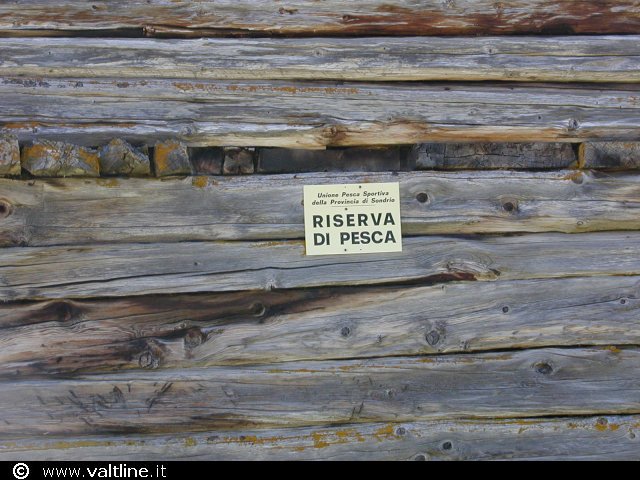 Unione Pesca Sportiva
della Provincia di Sondrio
RISERVA
DI PESCA
© www.valtline.it